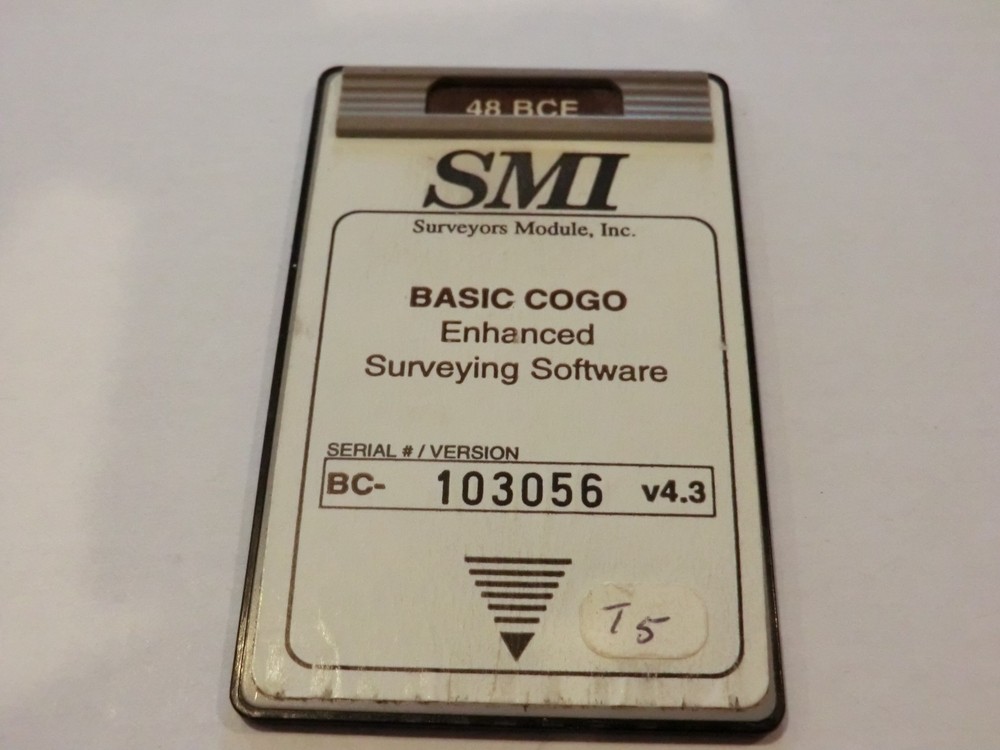 48 BCE
SMI
Surveyors Module, Inc.
BASIC COGO
Enhanced
Surveying Software
SERIAL # / VERSION
BC- 103056 v4.3
T5